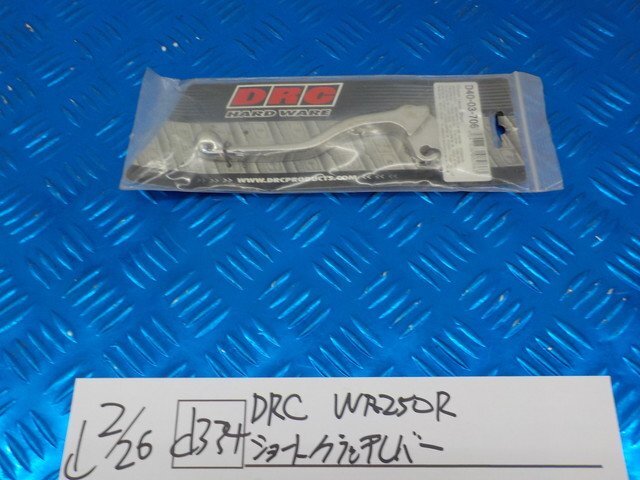 DRC
HARD WARE
D40-03-706
WWW.DRCPRODUCTS.COM
2/26 d334 DRC WR250R
ショートクラッチレバー